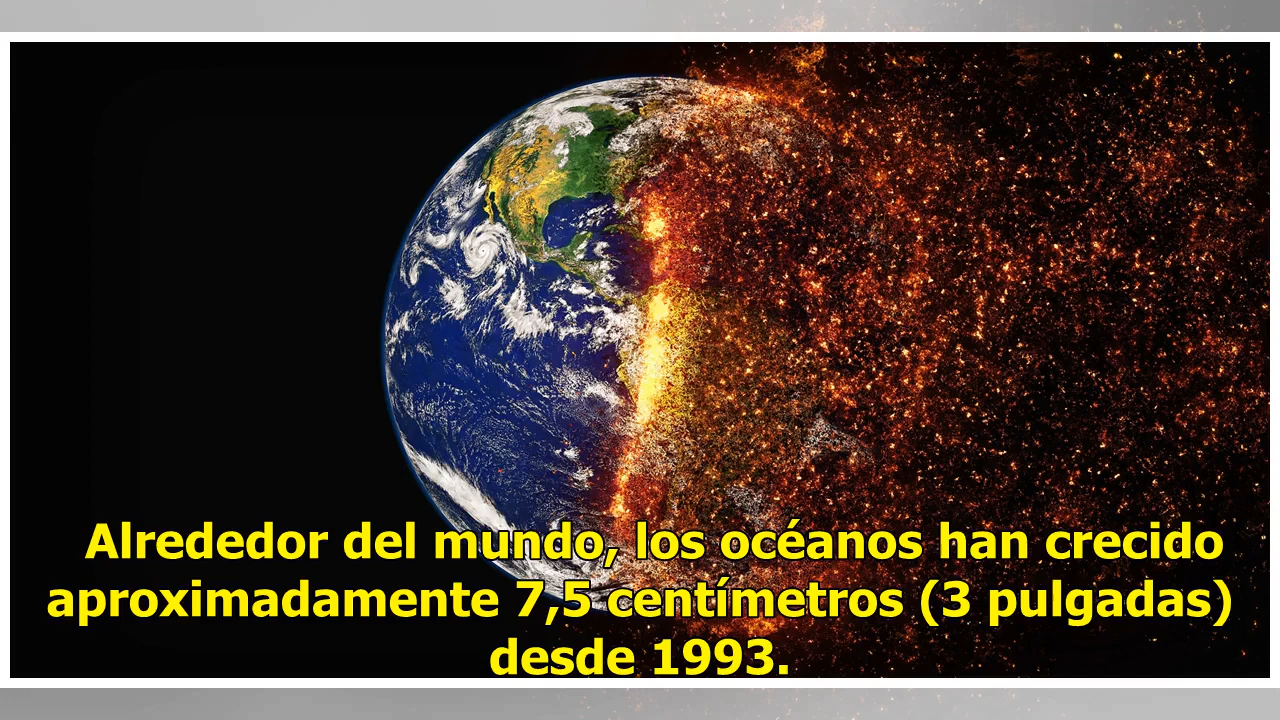 Alrededor del mundo, los océanos han crecido
aproximadamente 7,5 centímetros (3 pulgadas)
desde 1993.